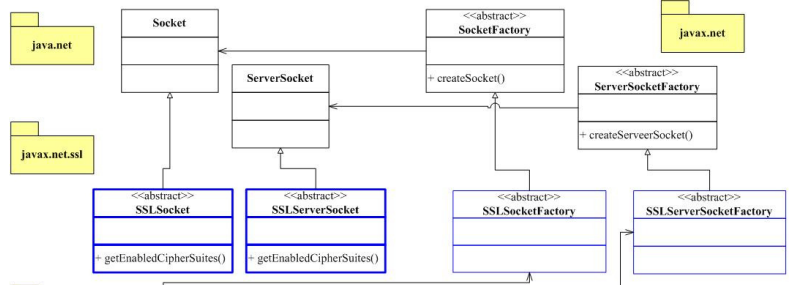 java.net
Socket
<<abstract>>
SocketFactory
+ createSocket()
javax.net
ServerSocket
<<abstract>>
ServerSocketFactory
+ createServeerSocket()
javax.net.ssl
<<abstract>>
SSLSocket
+ getEnabledCipherSuites()
<<abstract>>
SSLServerSocket
+ getEnabledCipherSuites()
<<abstract>>
SSLSocketFactory
<<abstract>>
SSLServerSocketFactory